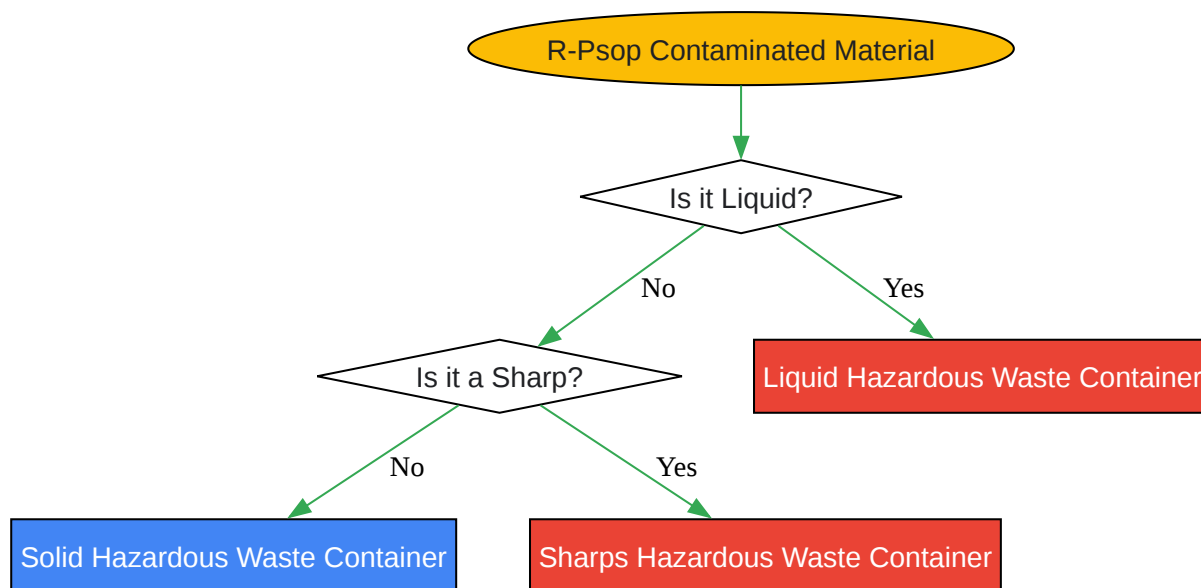 R-Psop Contaminated Material
Is it Liquid?
No
Yes
Is it a Sharp?
Liquid Hazardous Waste Container
No
Yes
Solid Hazardous Waste Container
Sharps Hazardous Waste Container